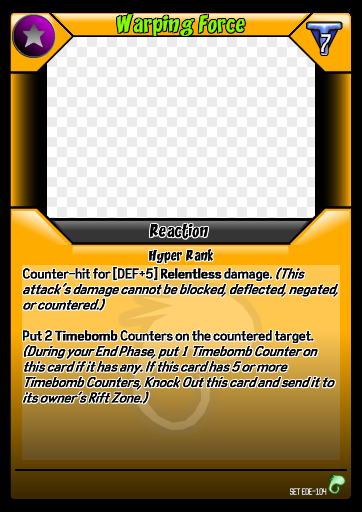 Warping Force
7
Reaction
Hyper Rank
Counter-hit for [DEF+5] Relentless damage. (This
attack's damage cannot be blocked, deflected, negated,
or countered.)
Put 2 Timebomb Counters on the countered target.
(During your End Phase, put 1 Timebomb Counter on
this card if it has any. If this card has 5 or more
Timebomb Counters, Knock Out this card and send it to
its owner's Rift Zone.)
SET EOE-104